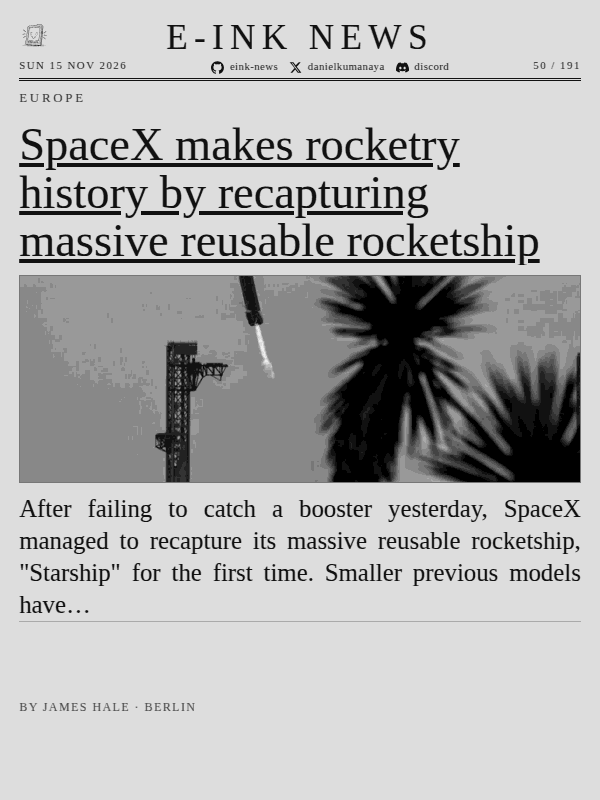 E-INK NEWS
SUN 15 NOV 2026 eink-news danielkumanaya discord 50 / 191
EUROPE
SpaceX makes rocketry
history by recapturing
massive reusable rocketship
After failing to catch a booster yesterday, SpaceX
managed to recapture its massive reusable rocketship,
"Starship" for the first time. Smaller previous models
have…
BY JAMES HALE · BERLIN